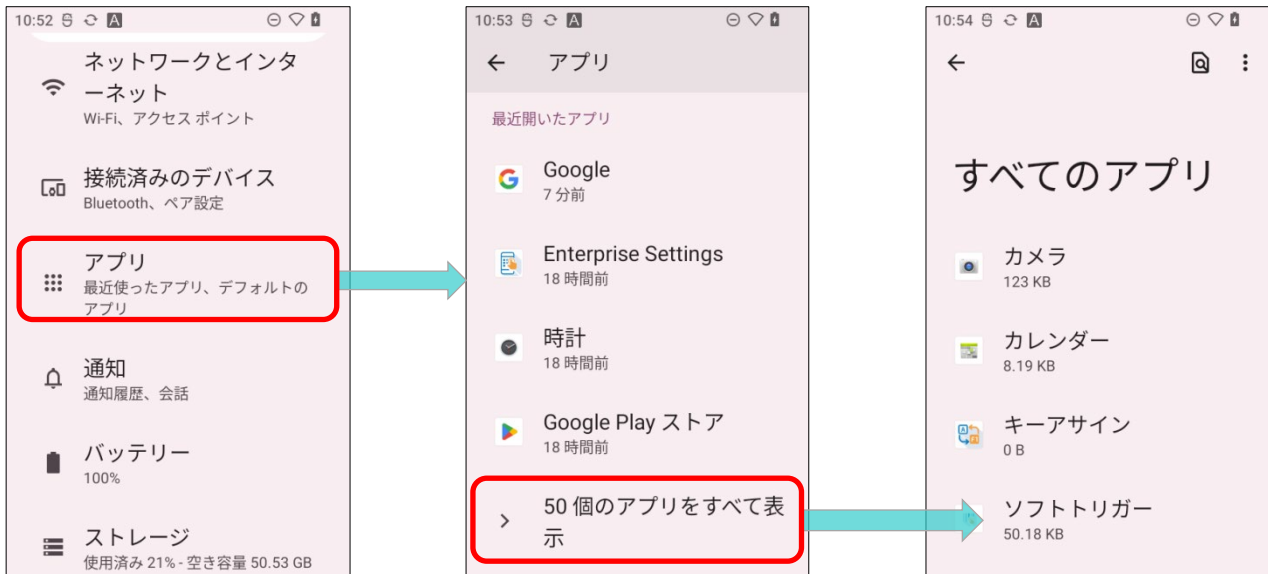 10:52
A
ネットワークとインタ
ーネット
Wi-Fi、アクセス ポイント
接続済みのデバイス
Bluetooth、ペア設定
アプリ
最近使ったアプリ、デフォルトの
アプリ
通知
通知履歴、会話
バッテリー
100%
ストレージ
使用済み 21% - 空き容量 50.53 GB
10:53
A
アプリ
最近開いたアプリ
Google
7 分前
Enterprise Settings
18 時間前
時計
18 時間前
Google Play ストア
18 時間前
50 個のアプリをすべて表
示
10:54
A
すべてのアプリ
カメラ
123 KB
カレンダー
8.19 KB
キーアサイン
0 B
ソフトトリガー
50.18 KB